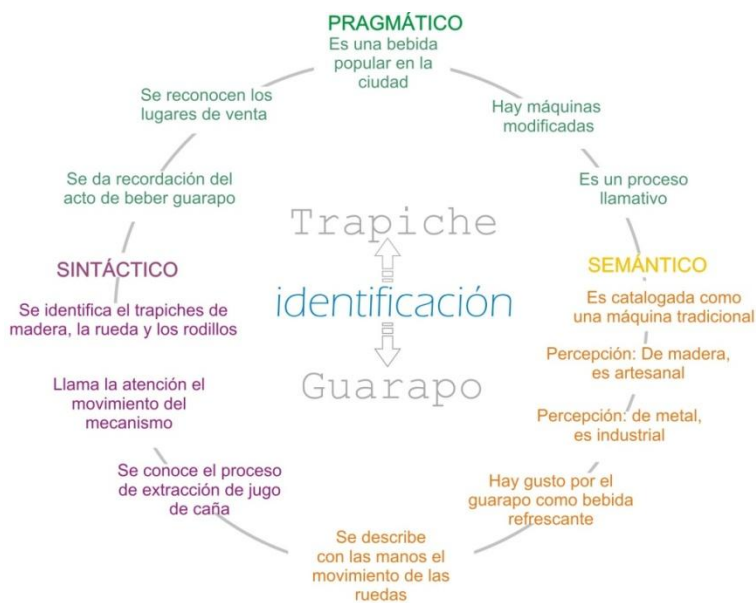 PRAGMÁTICO
Es una bebida
popular en la
ciudad
Se reconocen los
lugares de venta
Hay máquinas
modificadas
Se da recordación del
acto de beber guarapo
Es un proceso
llamativo
Trapiche
identificación
Guarapo
SINTÁCTICO
Se identifica el trapiches de
madera, la rueda y los rodillos
Llama la atención el
movimiento del
mecanismo
Se conoce el proceso
de extracción de jugo
de caña
SEMÁNTICO
Es catalogada como
una máquina tradicional
Percepción: De madera,
es artesanal
Percepción: de metal,
es industrial
Hay gusto por el
guarapo como bebida
refrescante
Se describe
con las manos el
movimiento de las
ruedas